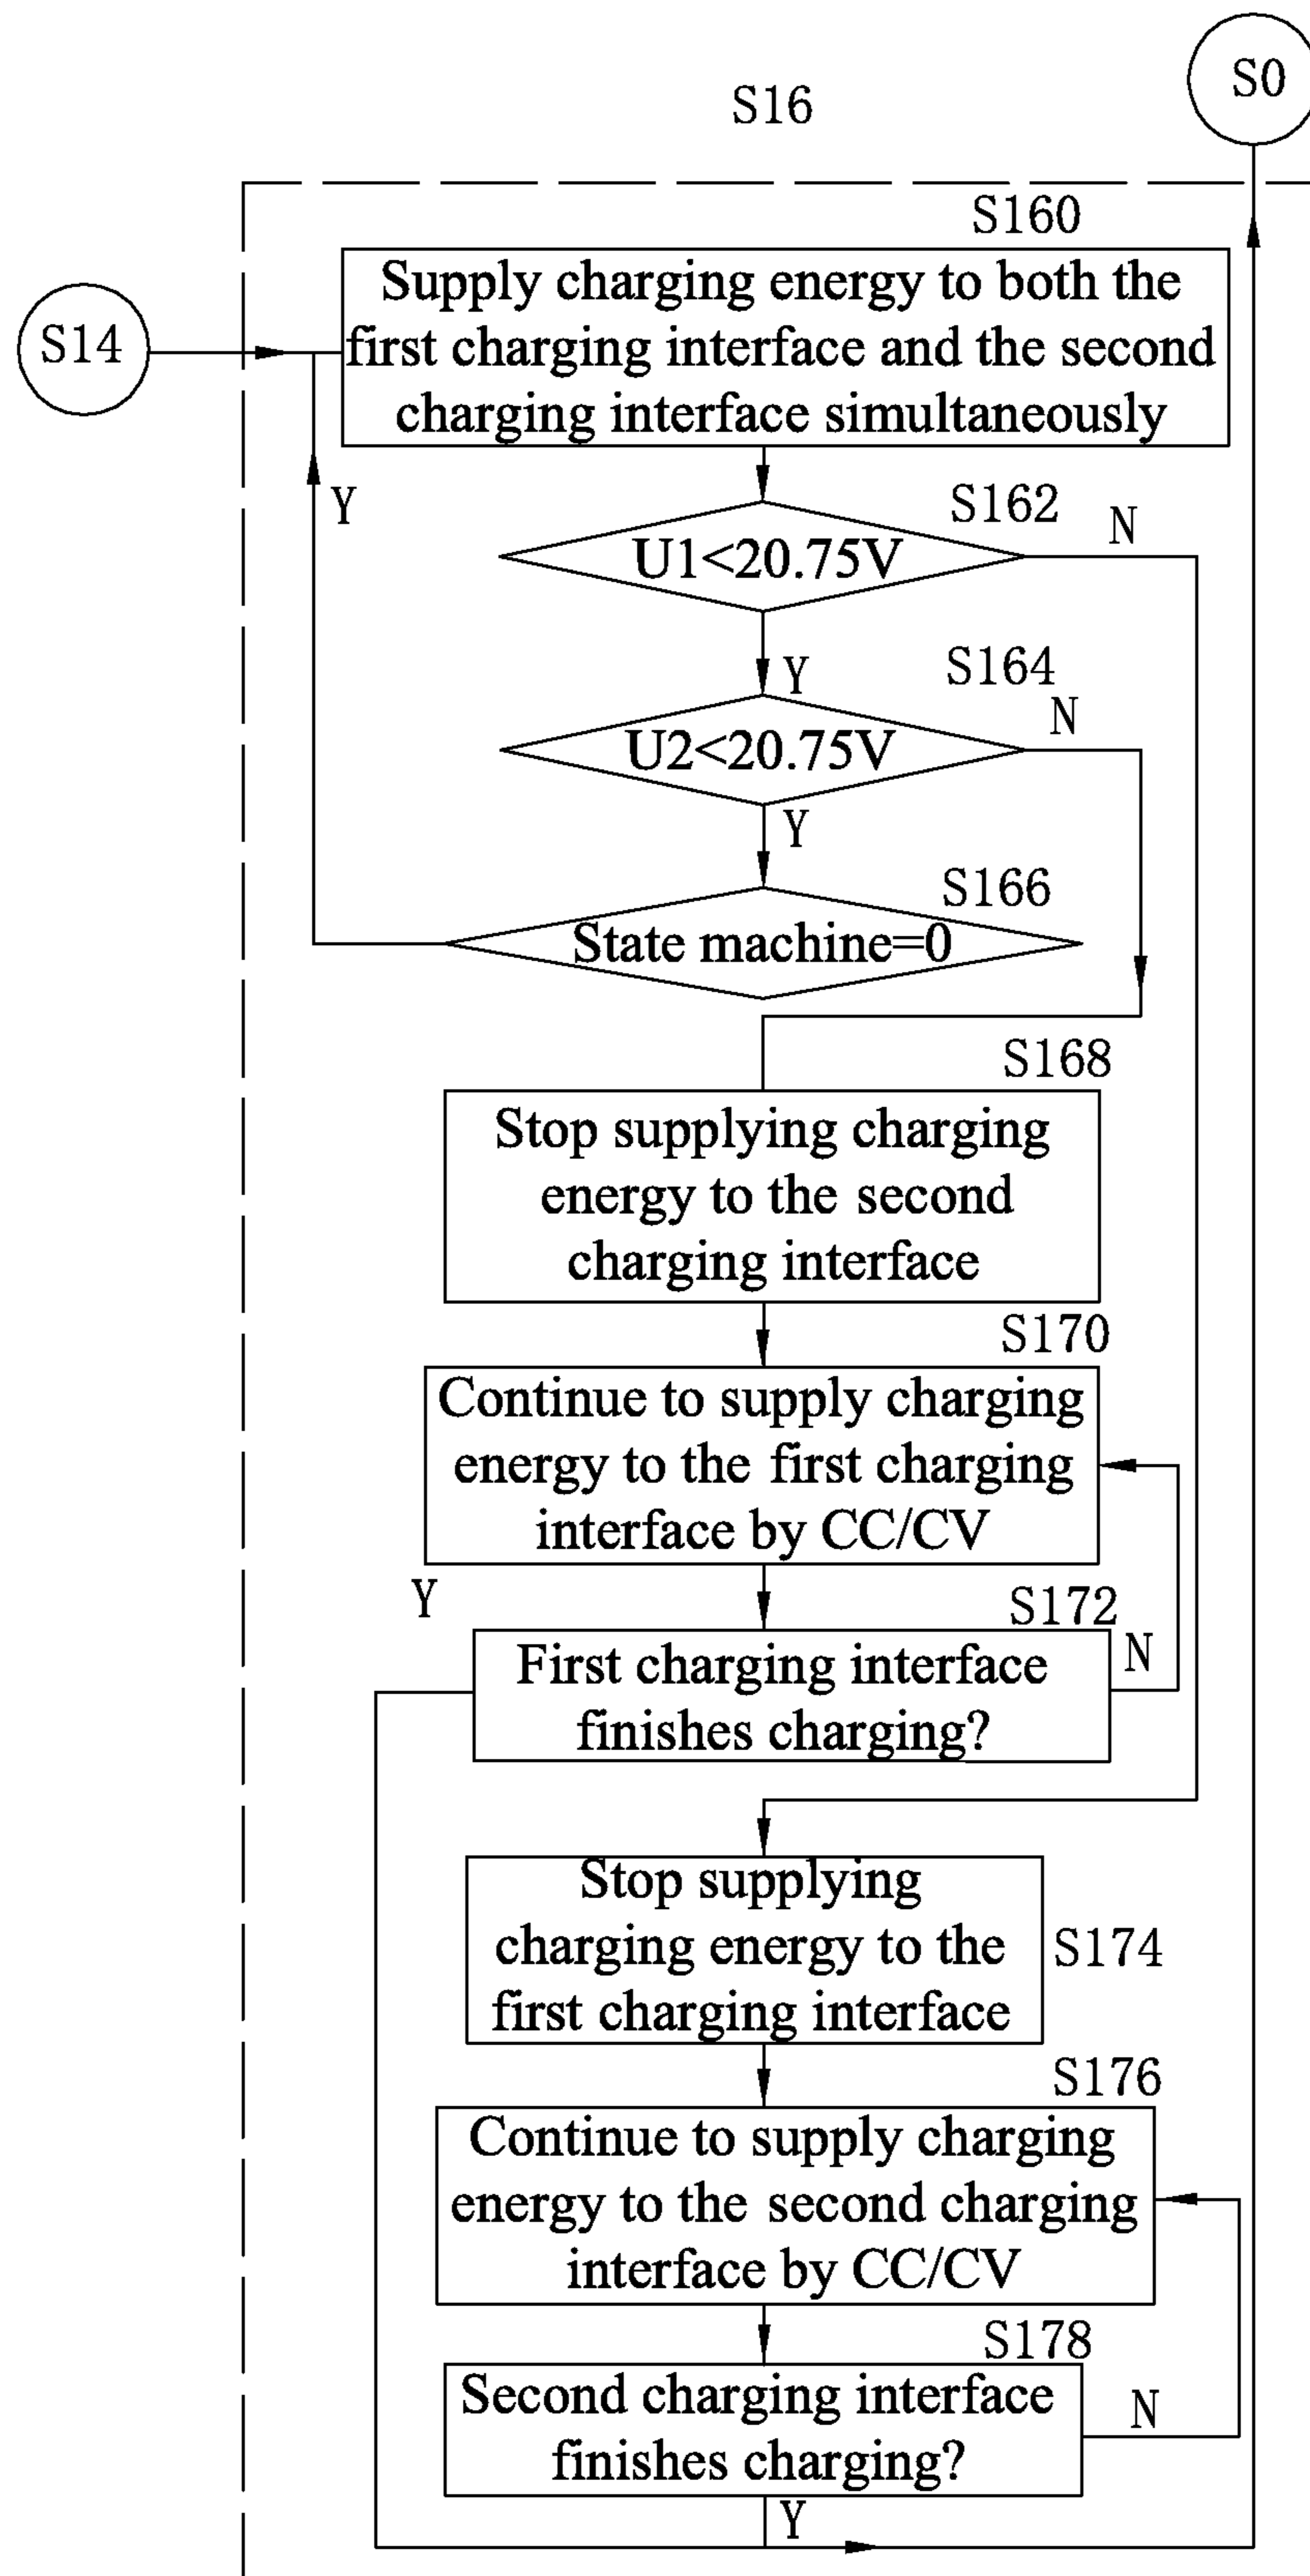 S0
S16
S160
Supply charging energy to both the
first charging interface and the second
charging interface simultaneously
S14
Y
S162
N
U1<20.75V
Y
S164
N
U2<20.75V
Y
S166
State machine=0
S168
Stop supplying charging
energy to the second
charging interface
S170
Continue to supply charging
energy to the first charging
interface by CC/CV
Y
S172
First charging interface
finishes charging?
N
Stop supplying
charging energy to the
first charging interface
S174
S176
Continue to supply charging
energy to the second charging
interface by CC/CV
S178
Second charging interface
finishes charging?
N
Y